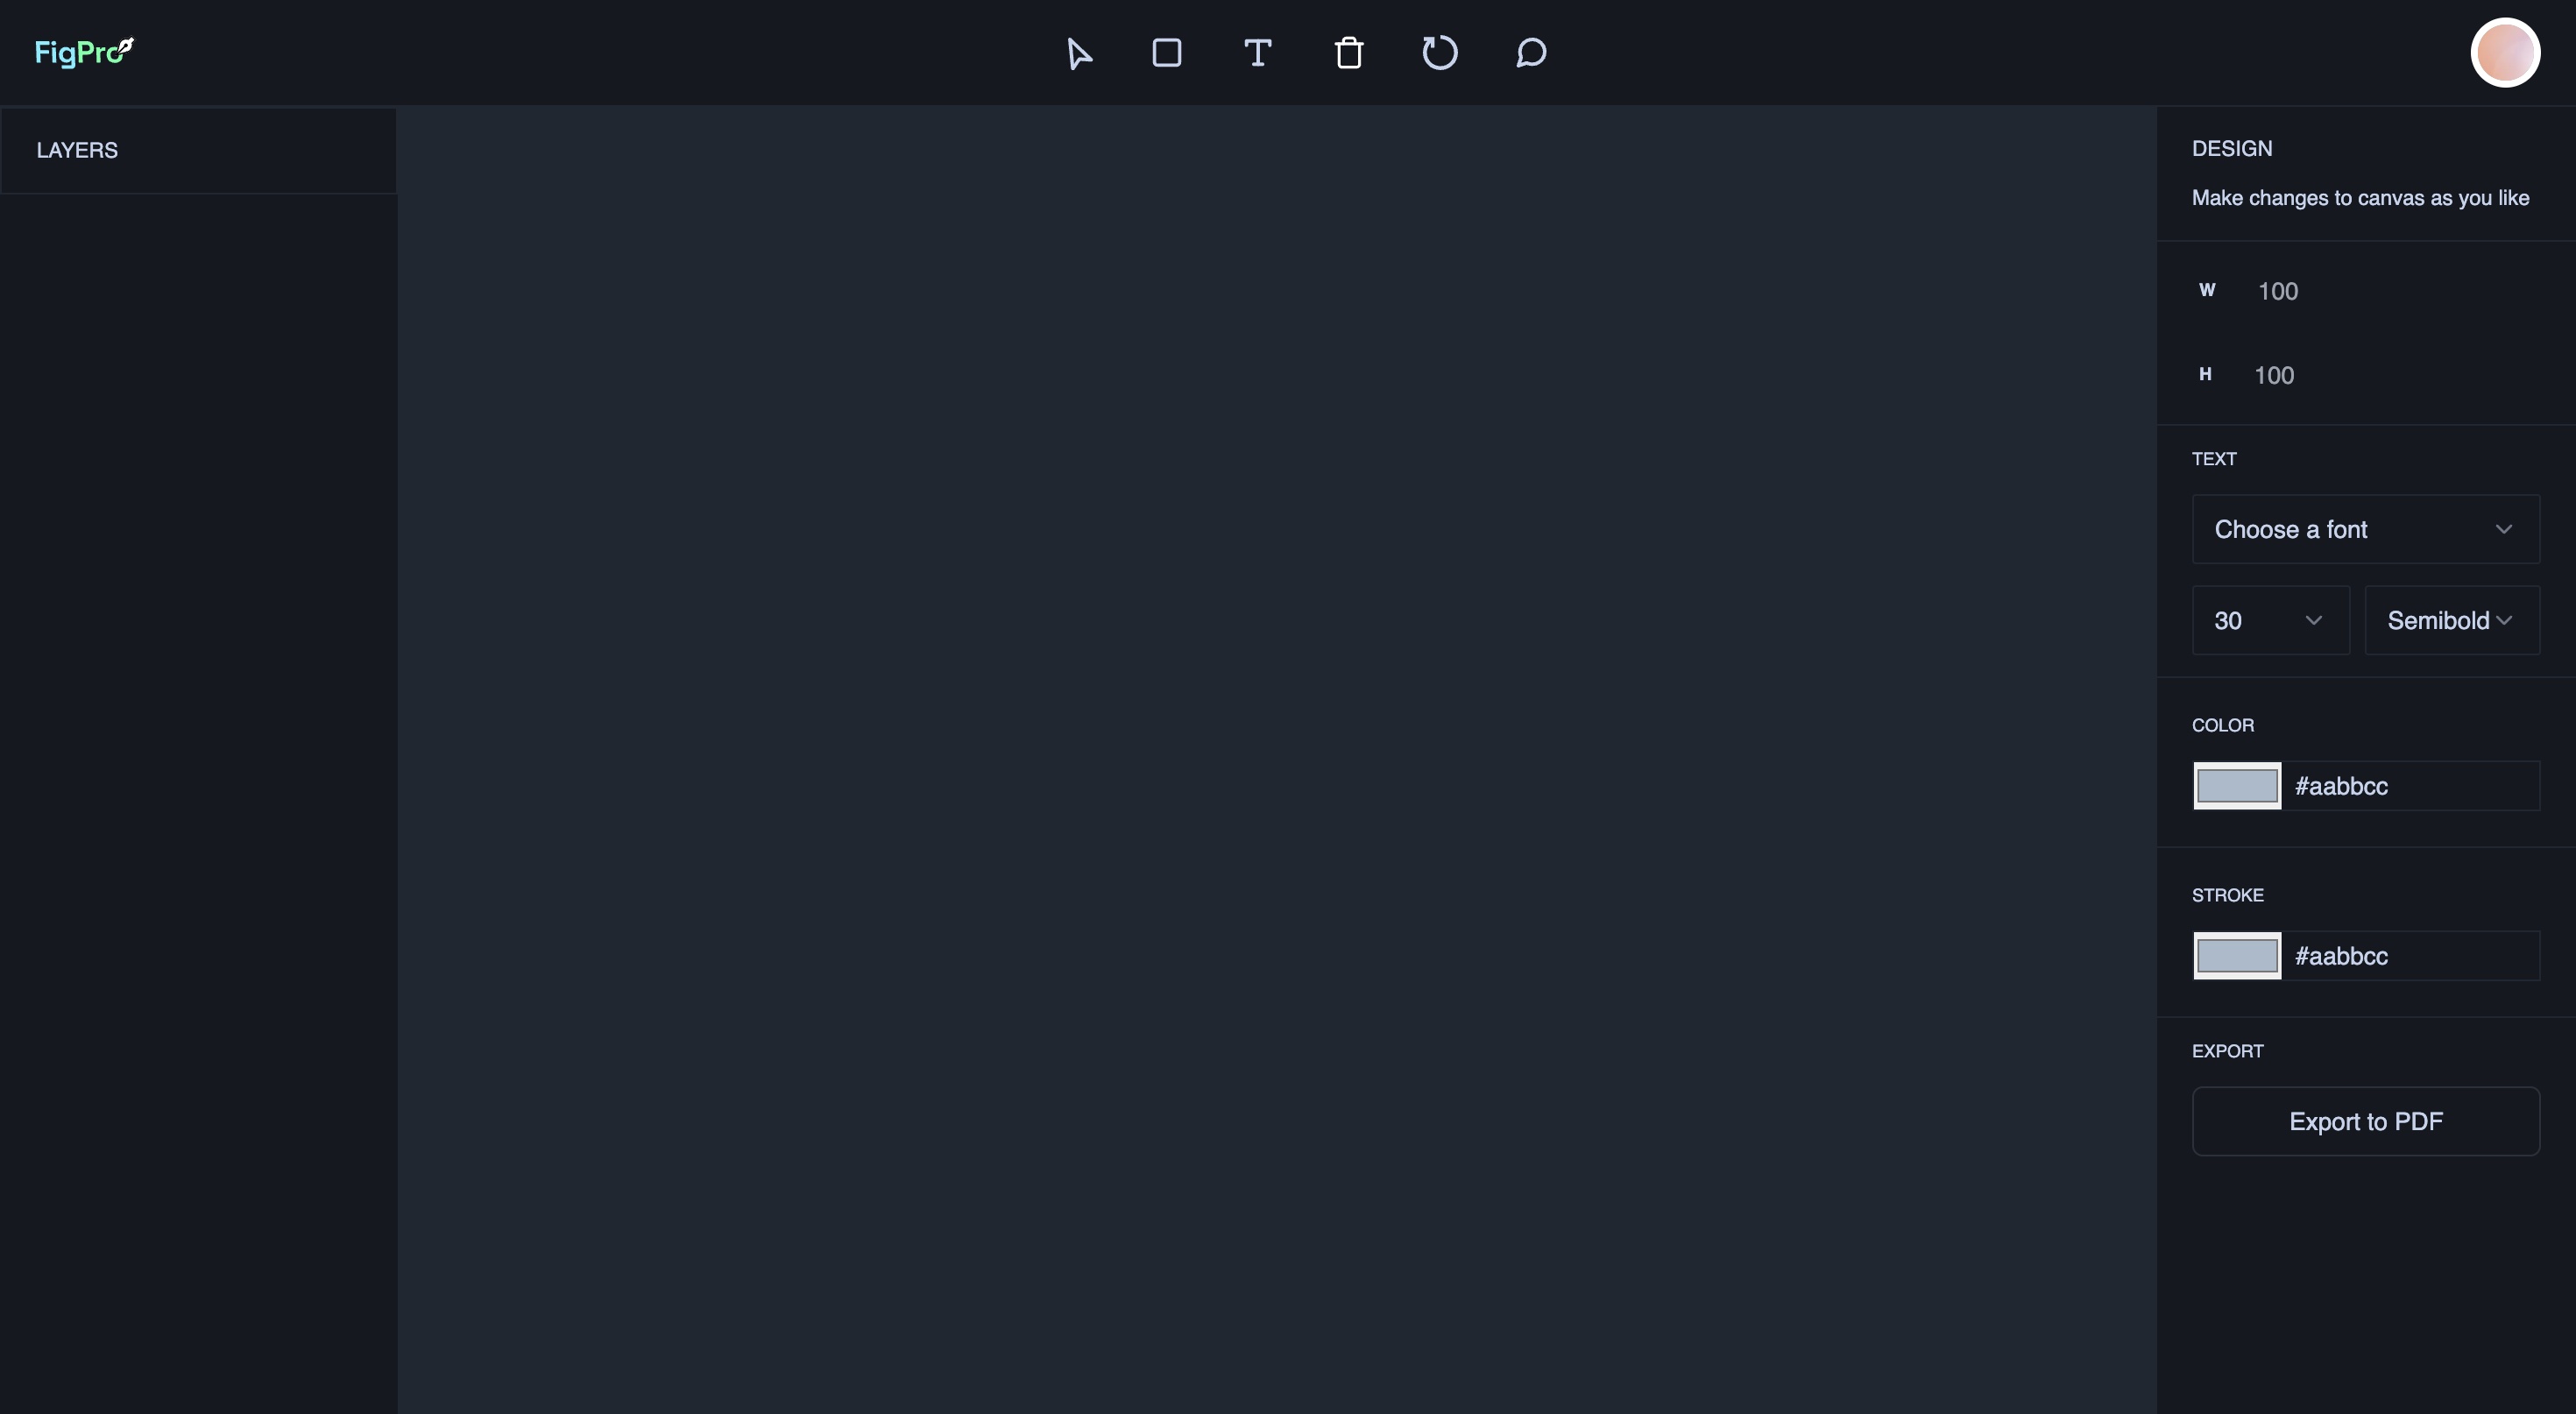 FigPro
LAYERS
DESIGN
Make changes to canvas as you like
W 100
H 100
TEXT
Choose a font
30 Semibold
COLOR
#aabbcc
STROKE
#aabbcc
EXPORT
Export to PDF